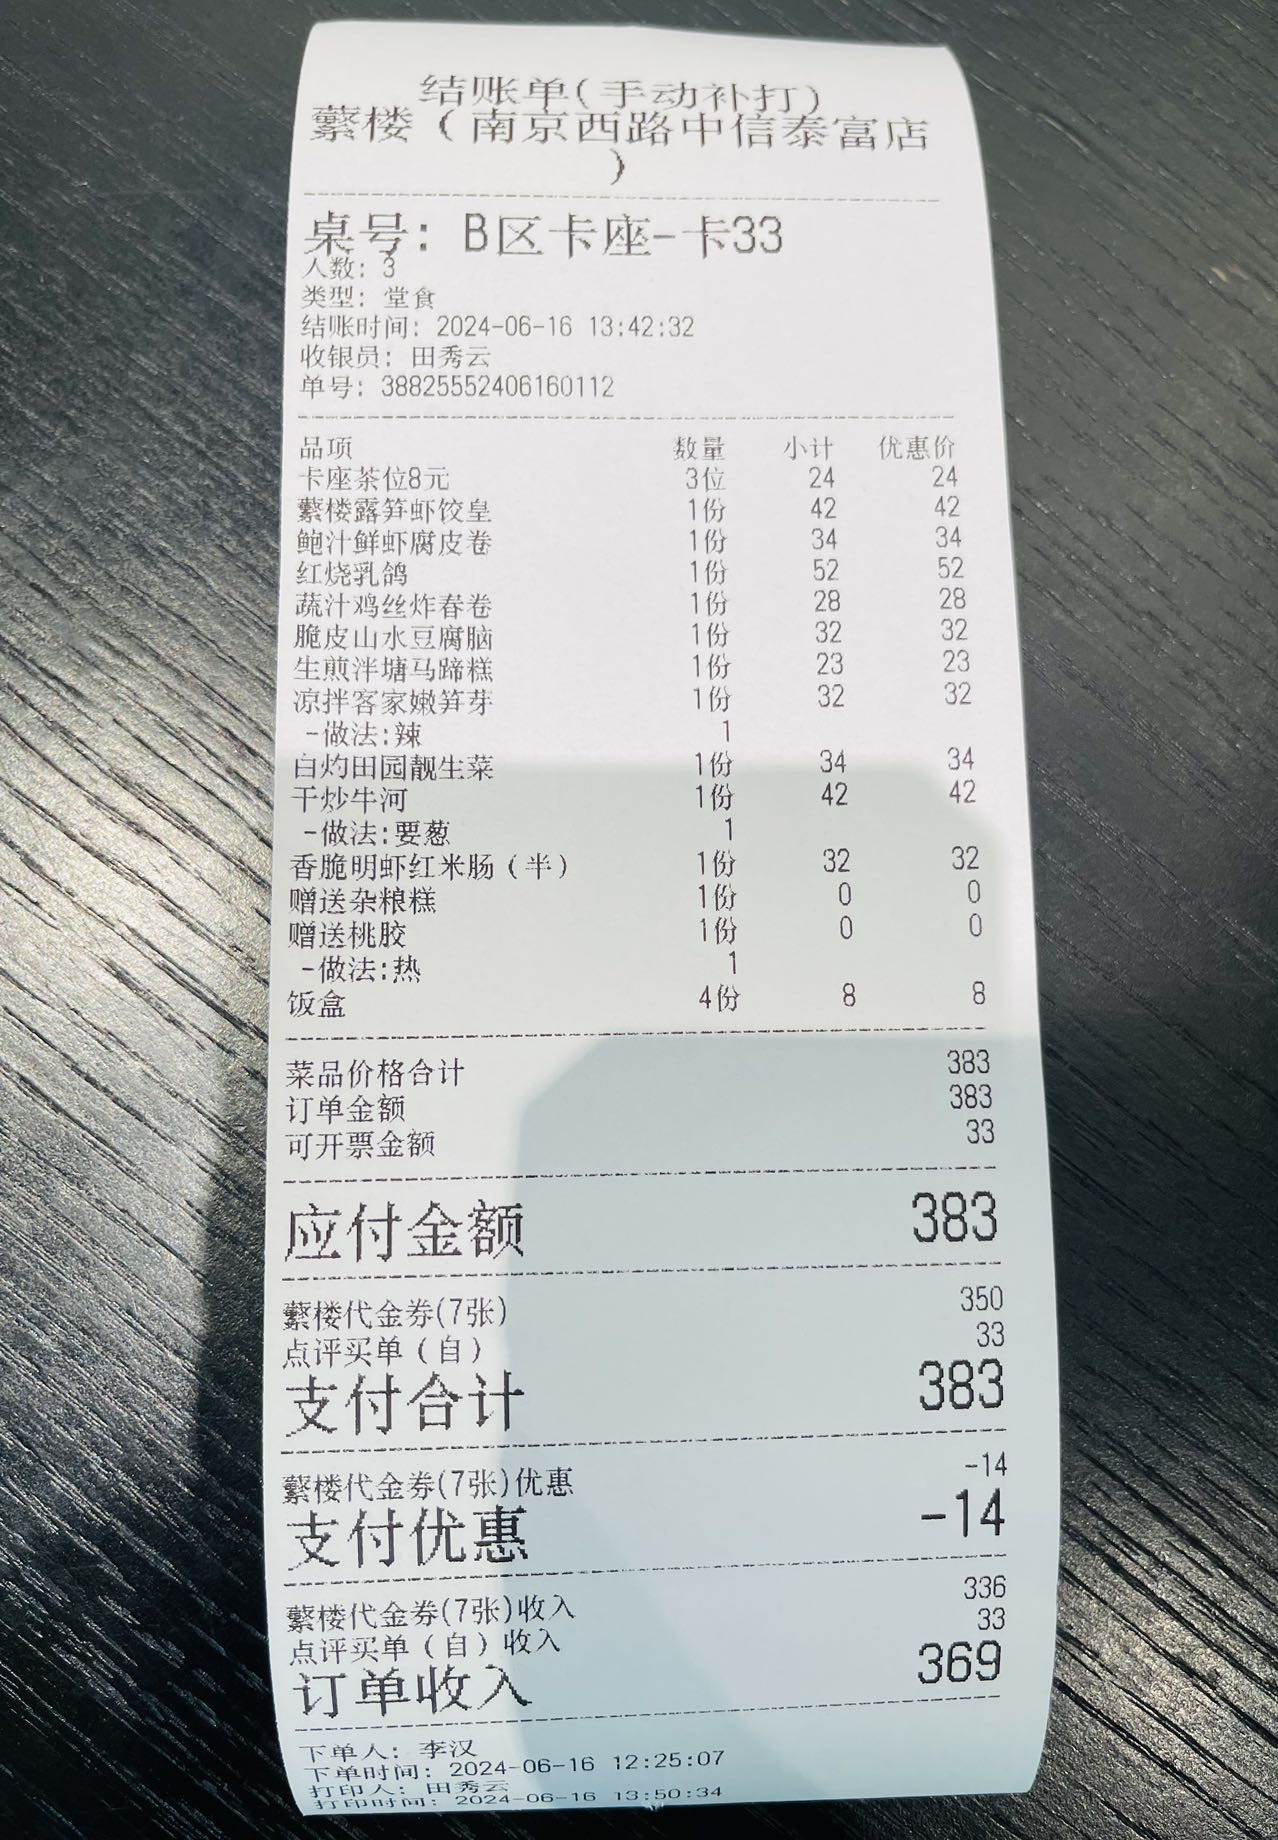 结账单(手动补打)
蘩楼（南京西路中信泰富店
）
桌号: B区卡座-卡33
人数: 3
类型: 堂食
结账时间: 2024-06-16 13:42:32
收银员: 田秀云
单号: 38825552406160112
品项 数量 小计 优惠价
卡座茶位8元 3位 24 24
蘩楼露笋虾饺皇 1份 42 42
鲍汁鲜虾腐皮卷 1份 34 34
红烧乳鸽 1份 52 52
蔬汁鸡丝炸春卷 1份 28 28
脆皮山水豆腐脑 1份 32 32
生煎泮塘马蹄糕 1份 23 23
凉拌客家嫩笋芽 1份 32 32
-做法:辣 1
白灼田园靓生菜 1份 34 34
干炒牛河 1份 42 42
-做法:要葱 1
香脆明虾红米肠（半） 1份 32 32
赠送杂粮糕 1份 0 0
赠送桃胶 1份 0 0
-做法:热 1
饭盒 4份 8 8
菜品价格合计 383
订单金额 383
可开票金额 33
应付金额 383
蘩楼代金券(7张) 350
点评买单（自） 33
支付合计 383
蘩楼代金券(7张)优惠 -14
支付优惠 -14
蘩楼代金券(7张)收入 336
点评买单（自）收入 33
订单收入 369
下单人: 李汉
下单时间: 2024-06-16 12:25:07
打印人: 田秀云
打印时间: 2024-06-16 13:50:34